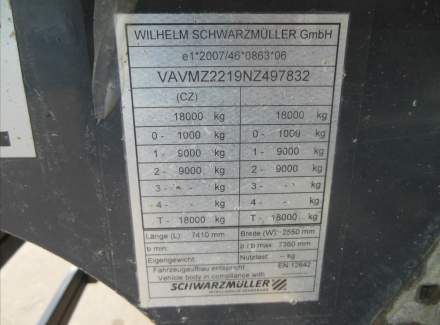 WILHELM SCHWARZMÜLLER GmbH
e1*2007/46*0863*06
VAVMZ2219NZ497832
(CZ)
18000 kg 18000 kg
0 - 1000 kg 0 - 1000 kg
1 - 9000 kg 1 - 9000 kg
2 - 9000 kg 2 - 9000 kg
3 - - kg 3 - - kg
4 - - kg 4 - - kg
T - 18000 kg T - 18000 kg
Länge (L): 7410 mm Breite (W): 2550 mm
b min: b / b max: 7360 mm
Eigengewicht: Nutzlast: -- kg
Fahrzeugaufbau entspricht EN 12642
Vehicle body in compliance with
SCHWARZMÜLLER